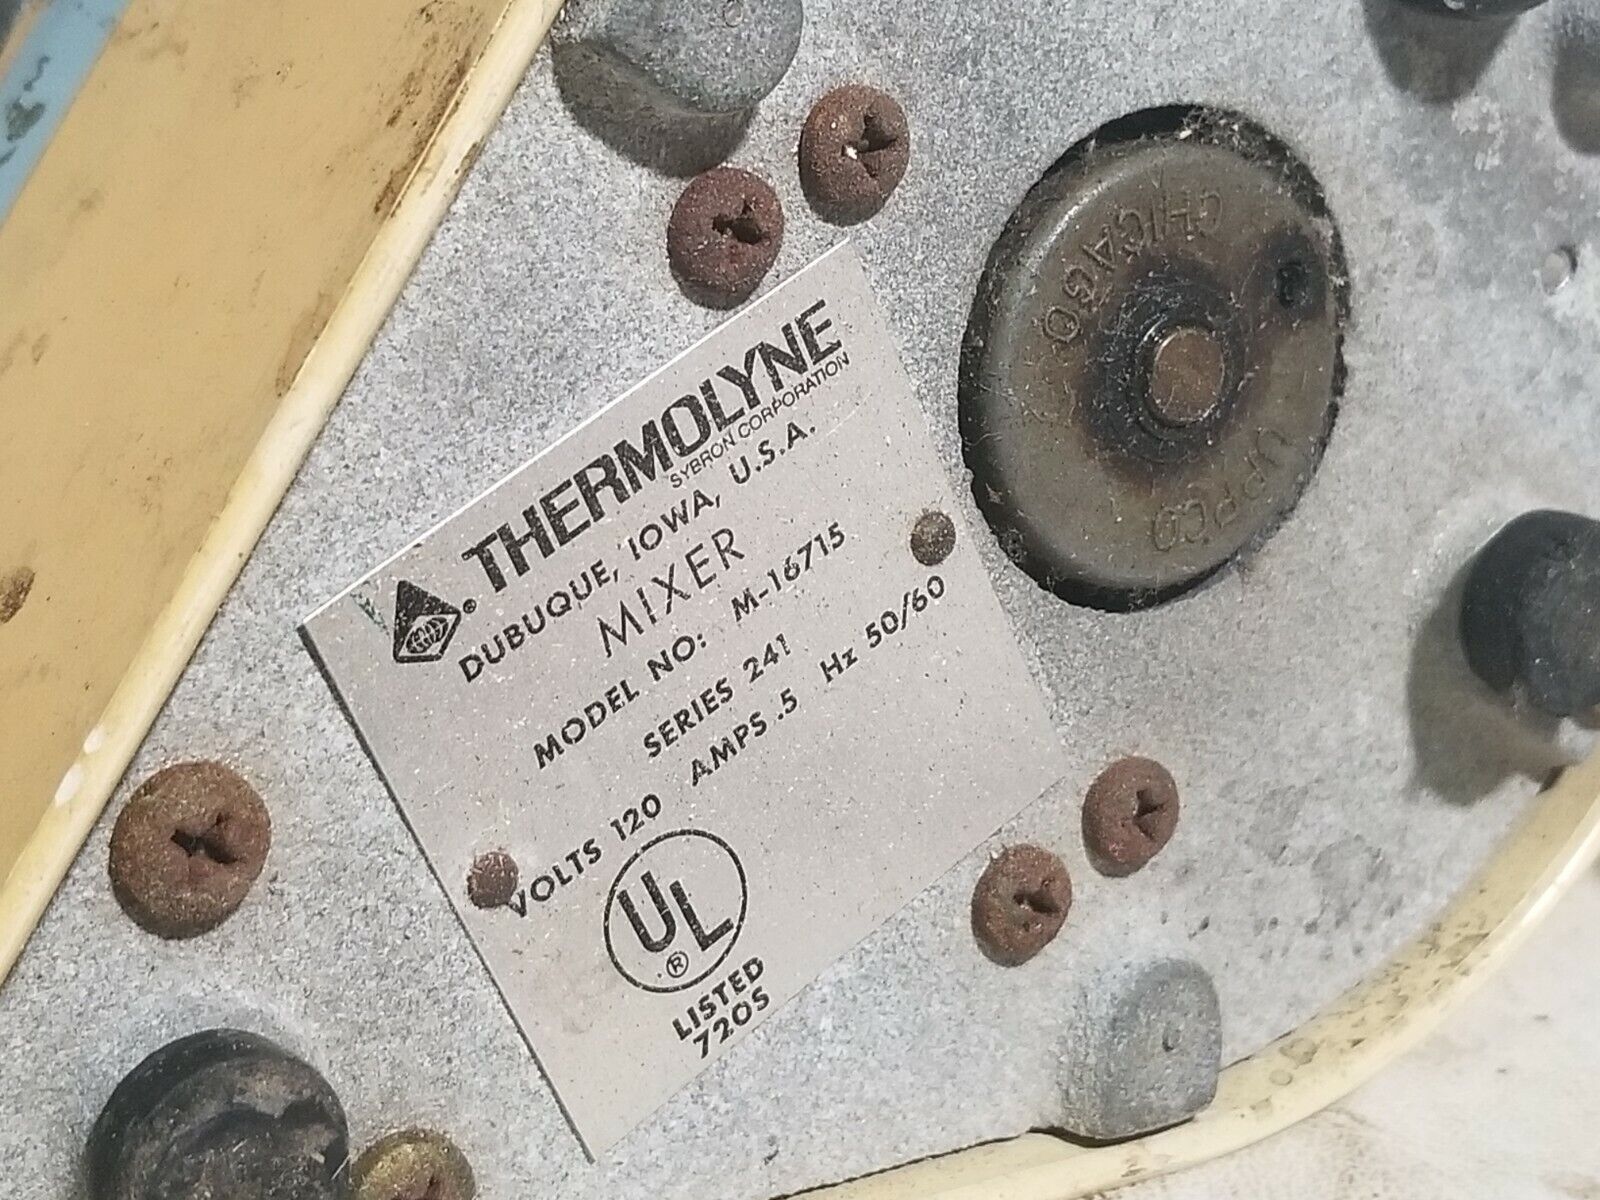 THERMOLYNE
SYBRON CORPORATION
DUBUQUE, IOWA, U.S.A.
MIXER
MODEL NO: M-16715
SERIES 241
VOLTS 120 AMPS .5 Hz 50/60
UL
®
LISTED
720S
CHICAGO